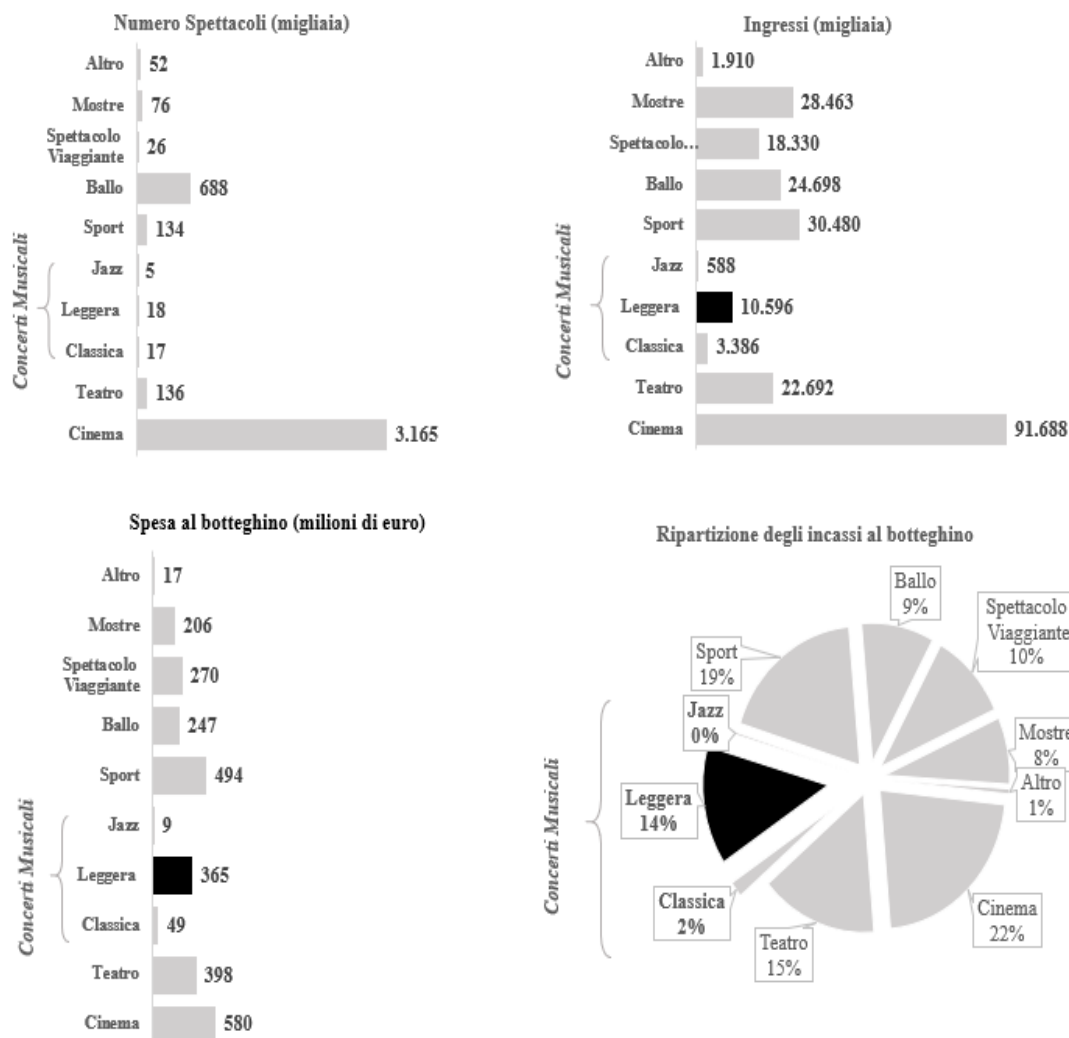 Numero Spettacoli (migliaia)
Altro 52
Mostre 76
Spettacolo
Viaggiante 26
Ballo 688
Sport 134
Concerti Musicali
Jazz 5
Leggera 18
Classica 17
Teatro 136
Cinema 3.165
Ingressi (migliaia)
Altro 1.910
Mostre 28.463
Spettacolo... 18.330
Ballo 24.698
Sport 30.480
Concerti Musicali
Jazz 588
Leggera 10.596
Classica 3.386
Teatro 22.692
Cinema 91.688
Spesa al botteghino (milioni di euro)
Altro 17
Mostre 206
Spettacolo
Viaggiante 270
Ballo 247
Sport 494
Concerti Musicali
Jazz 9
Leggera 365
Classica 49
Teatro 398
Cinema 580
Ripartizione degli incassi al botteghino
Ballo
9%
Spettacolo
Viaggiante
10%
Sport
19%
Jazz
0%
Mostre
8%
Altro
1%
Leggera
14%
Concerti Musicali
Classica
2%
Cinema
22%
Teatro
15%